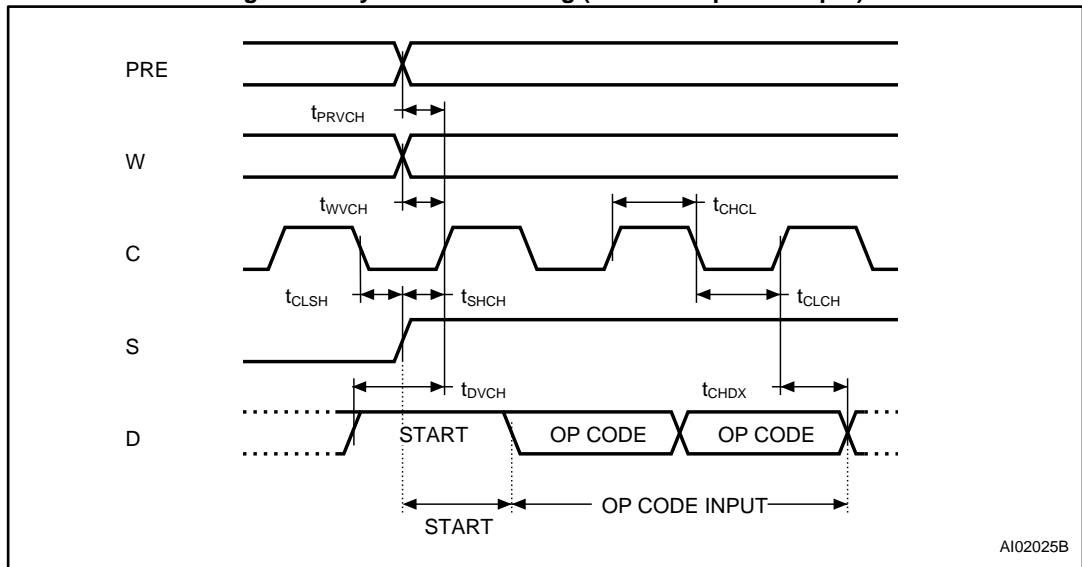 PRE
tPRVCH
W
tWVCH
tCHCL
C
tCLSH
tSHCH
tCLCH
S
tDVCH
tCHDX
D
START
OP CODE
OP CODE
OP CODE INPUT
START
AI02025B